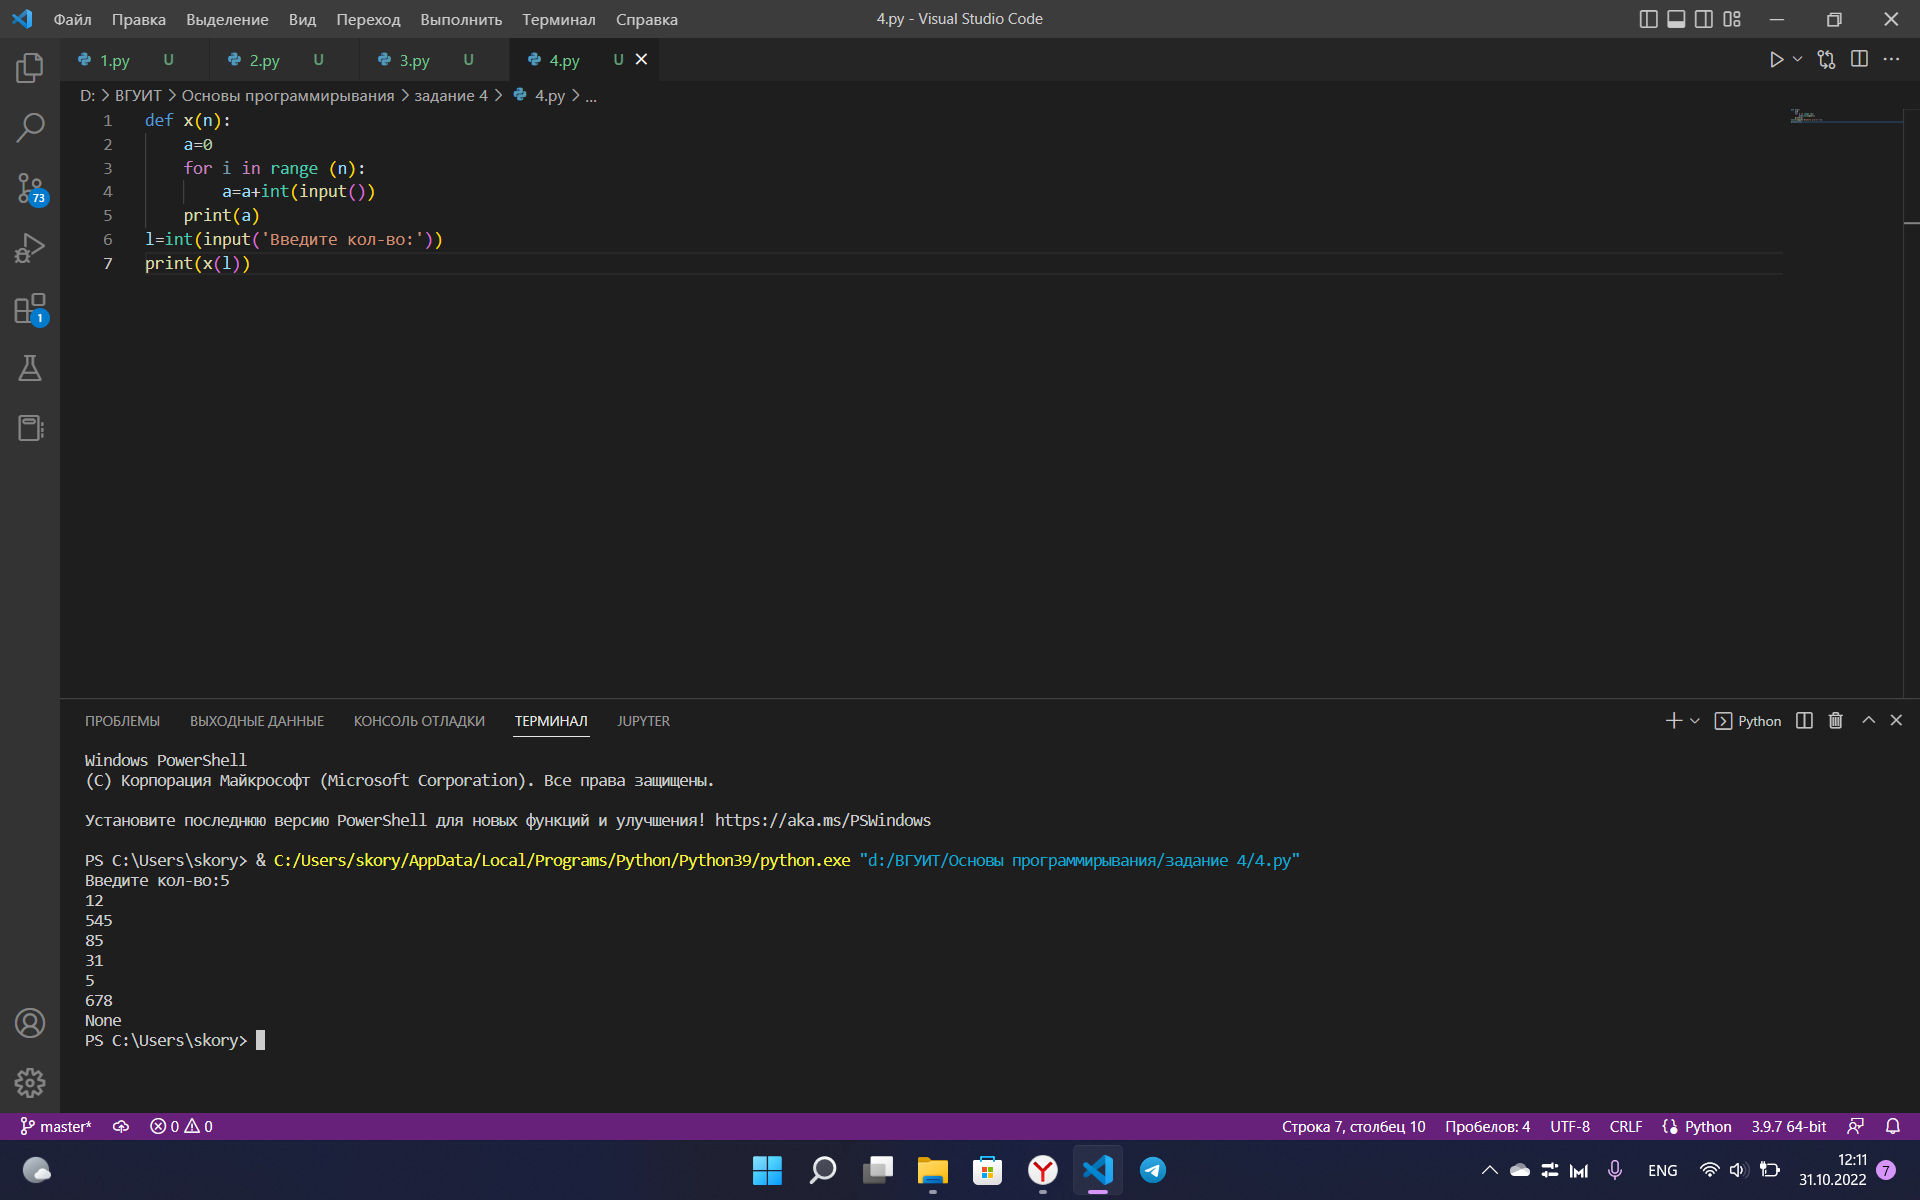 Файл Правка Выделение Вид Переход Выполнить Терминал Справка 4.py - Visual Studio Code
1.py U 2.py U 3.py U 4.py U
D: > ВГУИТ > Основы программирывания > задание 4 > 4.py > ...
1 def x(n):
2 a=0
3 for i in range (n):
4 a=a+int(input())
5 print(a)
6 l=int(input('Введите кол-во:'))
7 print(x(l))
73
1
ПРОБЛЕМЫ ВЫХОДНЫЕ ДАННЫЕ КОНСОЛЬ ОТЛАДКИ ТЕРМИНАЛ JUPYTER Python
Windows PowerShell
(C) Корпорация Майкрософт (Microsoft Corporation). Все права защищены.
Установите последнюю версию PowerShell для новых функций и улучшения! https://aka.ms/PSWindows
PS C:\Users\skory> & C:/Users/skory/AppData/Local/Programs/Python/Python39/python.exe "d:/ВГУИТ/Основы программирывания/задание 4/4.py"
Введите кол-во:5
12
545
85
31
5
678
None
PS C:\Users\skory>
master* 0 0 Строка 7, столбец 10 Пробелов: 4 UTF-8 CRLF Python 3.9.7 64-bit
ENG 12:11 7
31.10.2022